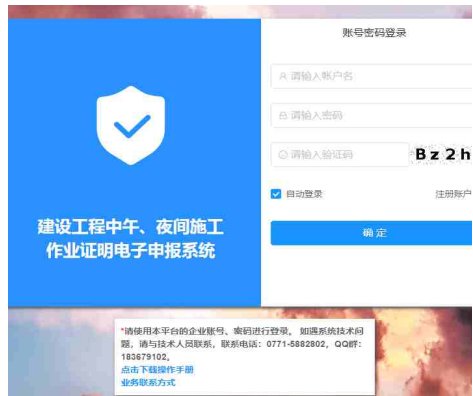 账号密码登录
请输入帐户名
请输入密码
请输入验证码
Bz2h
自动登录
注册账户
确 定
建设工程中午、夜间施工
作业证明电子申报系统
*请使用本平台的企业账号、密码进行登录。如遇系统技术问
题，请与技术人员联系，联系电话：0771-5882802，QQ群：
183679102。
点击下载操作手册
业务联系方式